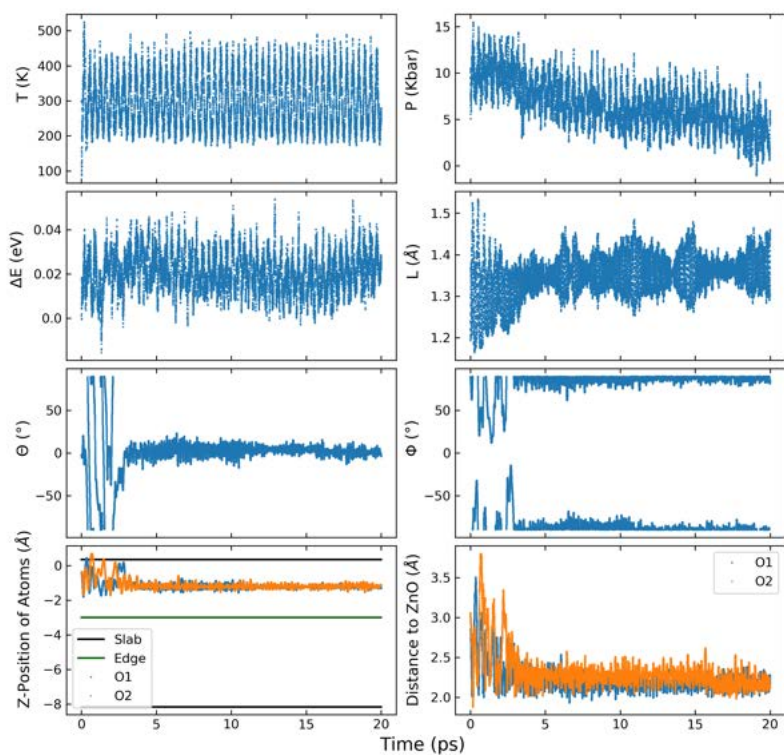 T (K)
500
400
300
200
100
P (Kbar)
15
10
5
0
ΔE (eV)
0.04
0.02
0.0
L (Å)
1.5
1.4
1.3
1.2
Θ (°)
50
0
−50
Φ (°)
50
0
−50
Z-Position of Atoms (Å)
0
−2
−4
−6
−8
Slab
Edge
O1
O2
0 5 10 15 20
Distance to ZnO (Å)
3.5
3.0
2.5
2.0
O1
O2
0 5 10 15 20
Time (ps)